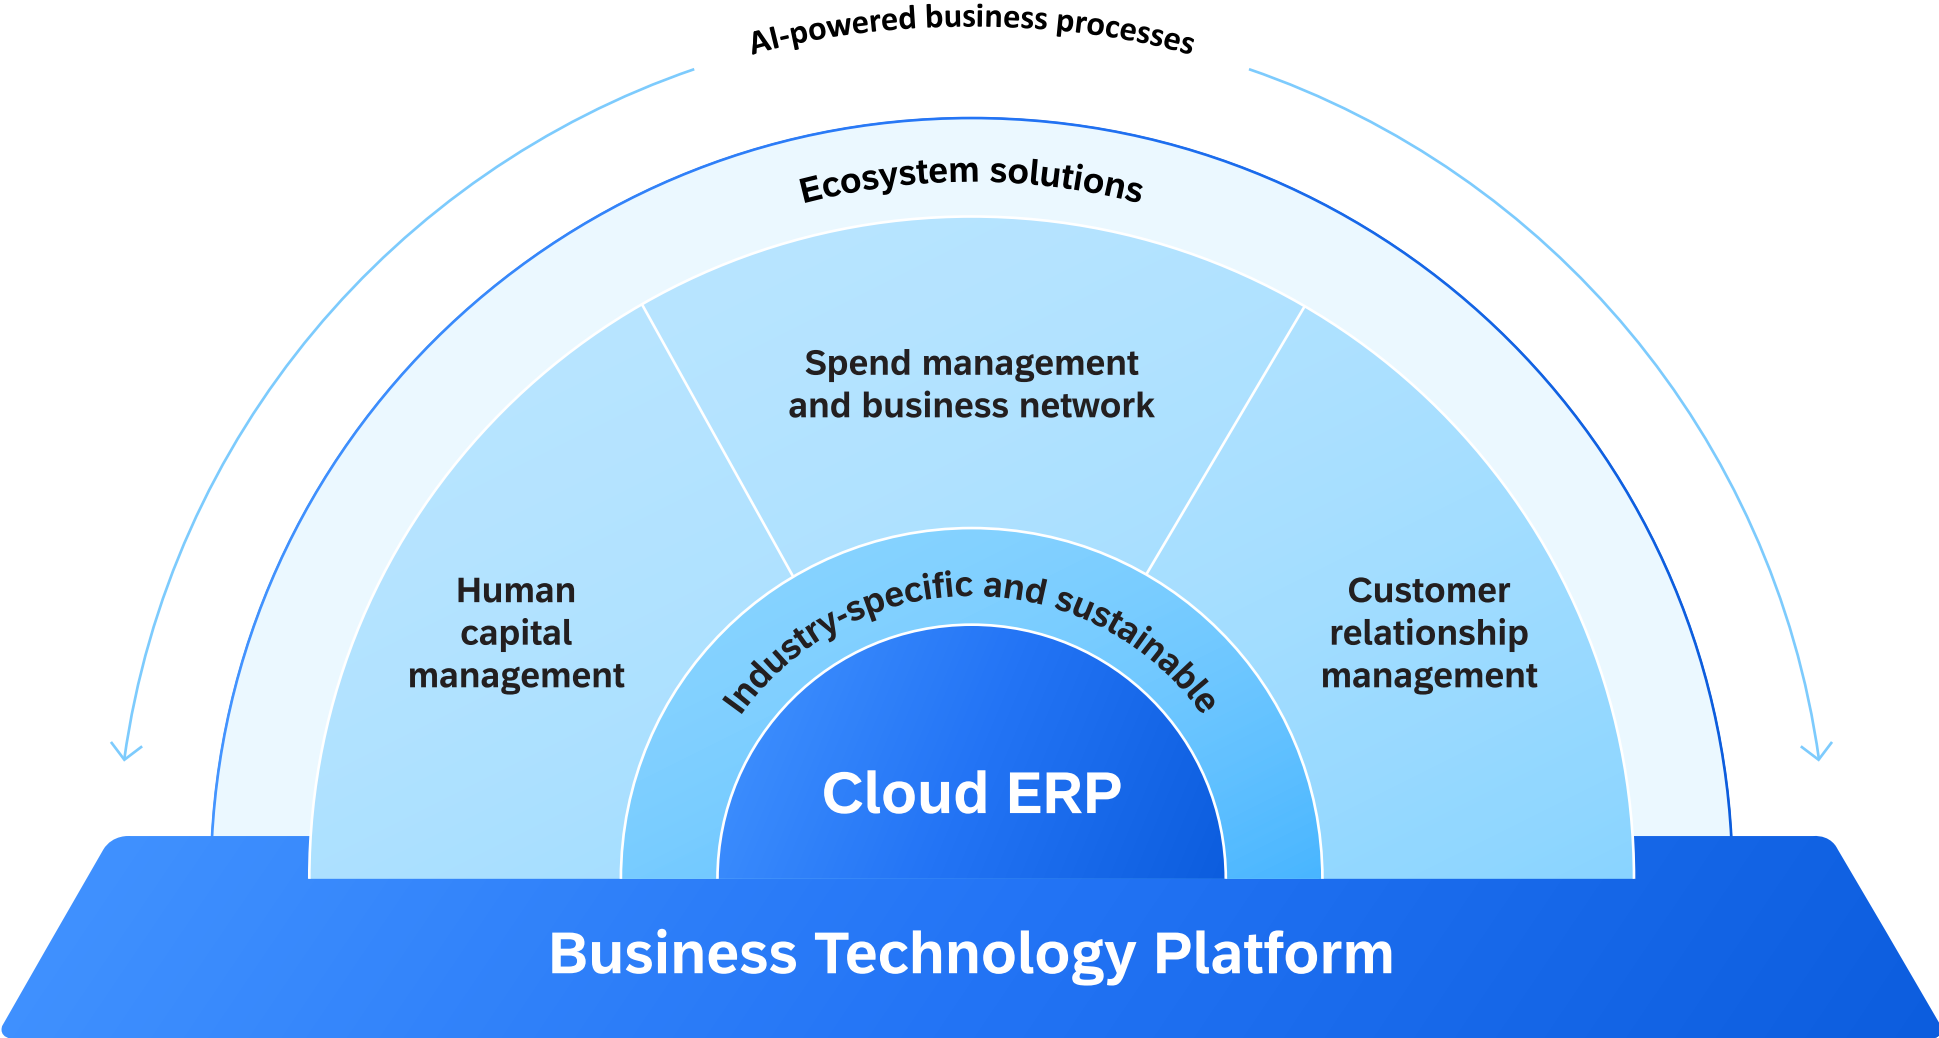 AI-powered business processes
Ecosystem solutions
Spend management
and business network
Human
capital
management
Customer
relationship
management
Industry-specific and sustainable
Cloud ERP
Business Technology Platform